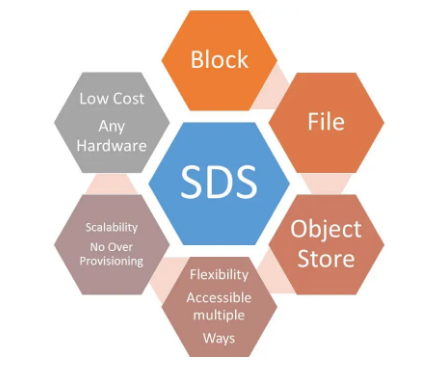 Block
File
Object
Store
Flexibility
Accessible
multiple
Ways
Scalability
No Over
Provisioning
Low Cost
Any
Hardware
SDS